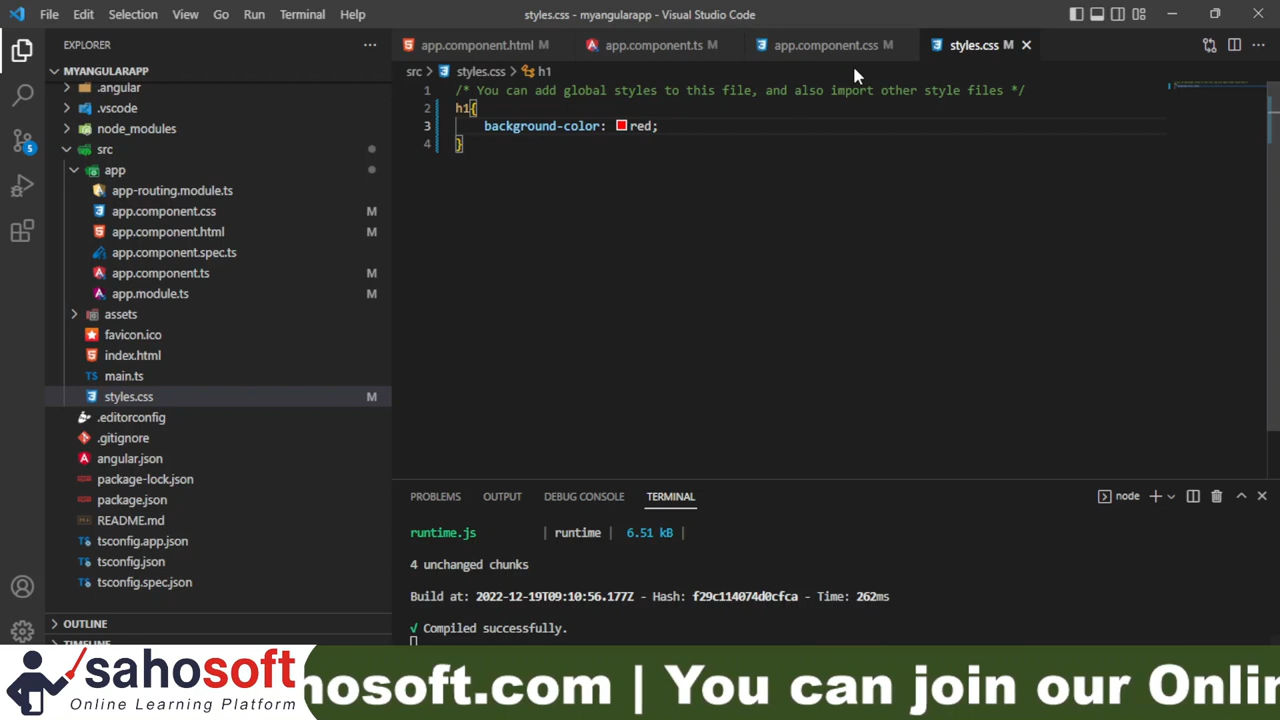 File Edit Selection View Go Run Terminal Help styles.css - myangularapp - Visual Studio Code
EXPLORER
MYANGULARAPP
.angular
.vscode
node_modules
src
app
app-routing.module.ts
app.component.css M
app.component.html M
app.component.spec.ts
app.component.ts M
app.module.ts M
assets
favicon.ico
index.html
TS main.ts
styles.css M
.editorconfig
.gitignore
angular.json
package-lock.json
package.json
README.md
tsconfig.app.json
tsconfig.json
tsconfig.spec.json
OUTLINE
TIMELINE
5
app.component.html M app.component.ts M app.component.css M styles.css M
src > styles.css > h1
1 /* You can add global styles to this file, and also import other style files */
2 h1{
3 background-color: red;
4 }
PROBLEMS OUTPUT DEBUG CONSOLE TERMINAL node
runtime.js | runtime | 6.51 kB |
4 unchanged chunks
Build at: 2022-12-19T09:10:56.177Z - Hash: f29c114074d0cfca - Time: 262ms
√ Compiled successfully.
sahosoft
Online Learning Platform
hosoft.com | You can join our Onlin